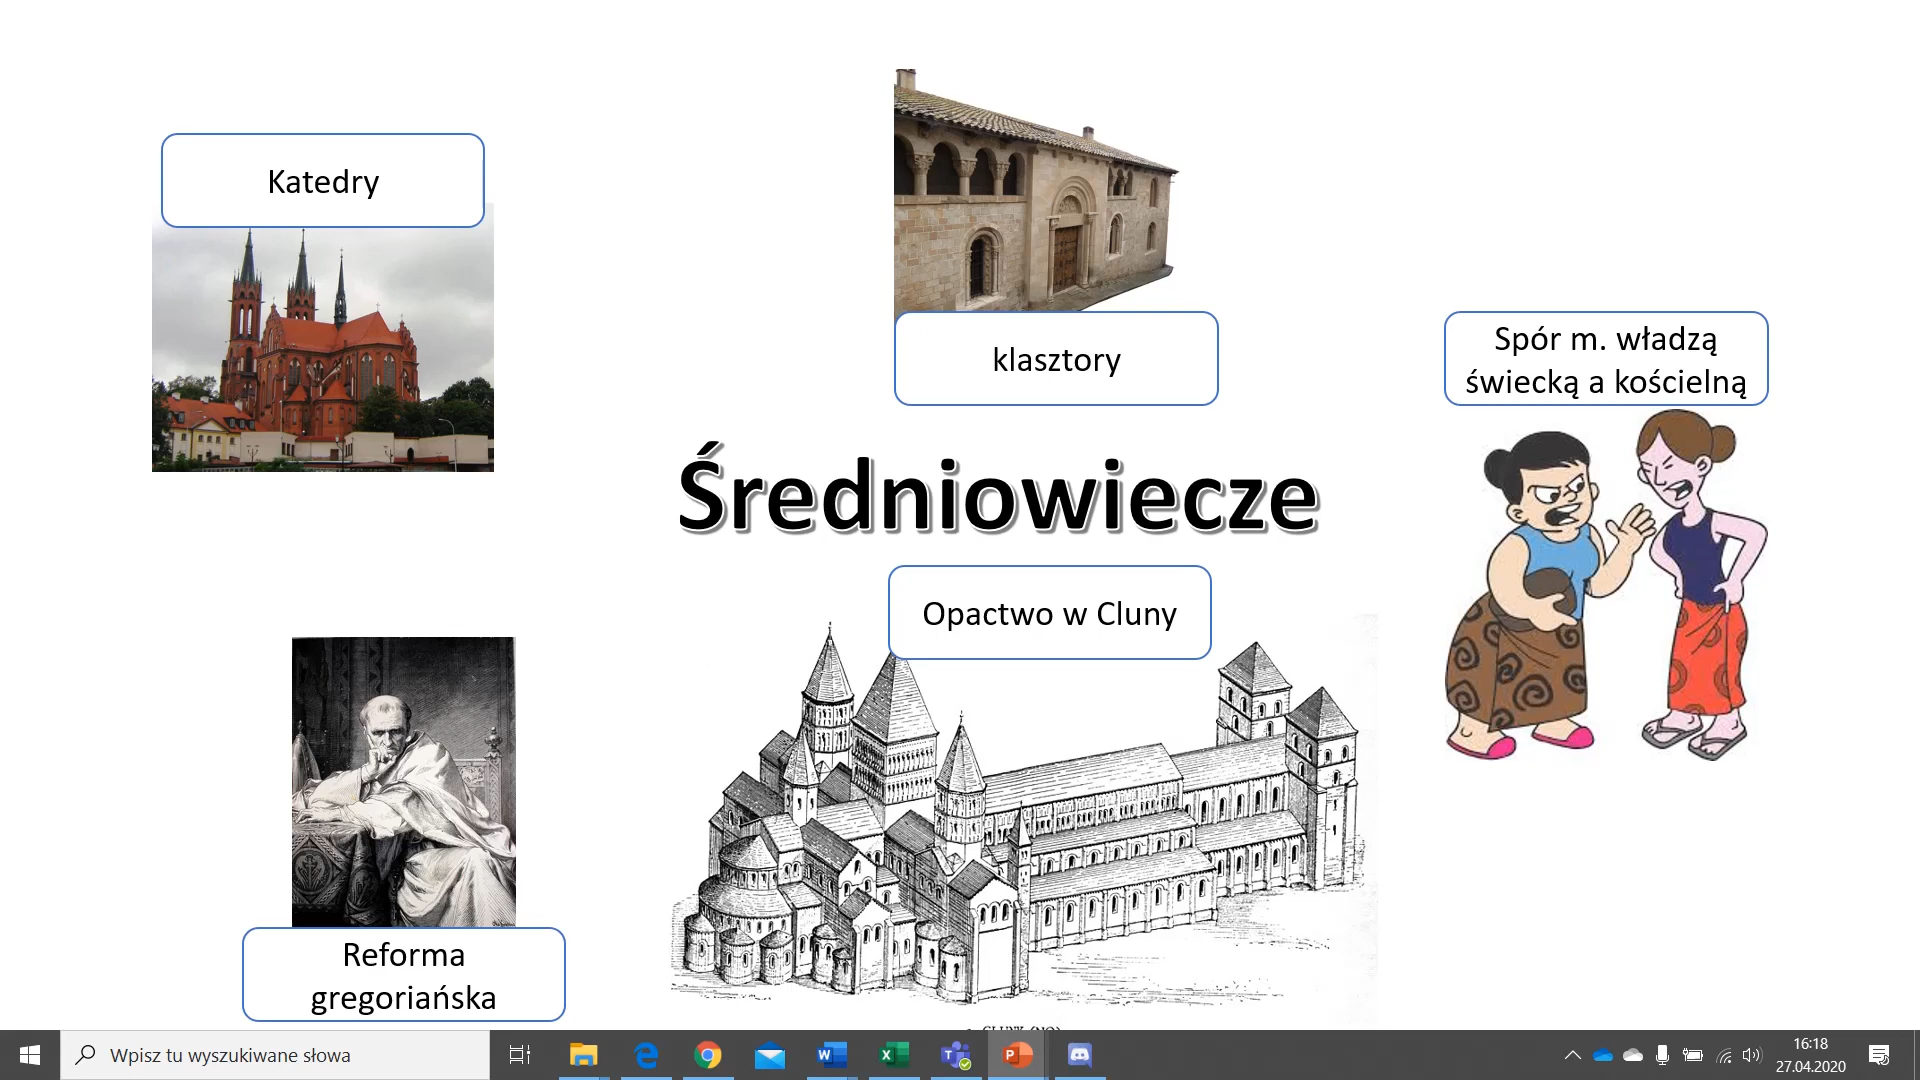 Katedry
klasztory
Spór m. władzą
świecką a kościelną
Średniowiecze
Opactwo w Cluny
Reforma
gregoriańska
Wpisz tu wyszukiwane słowa
16:18
27.04.2020